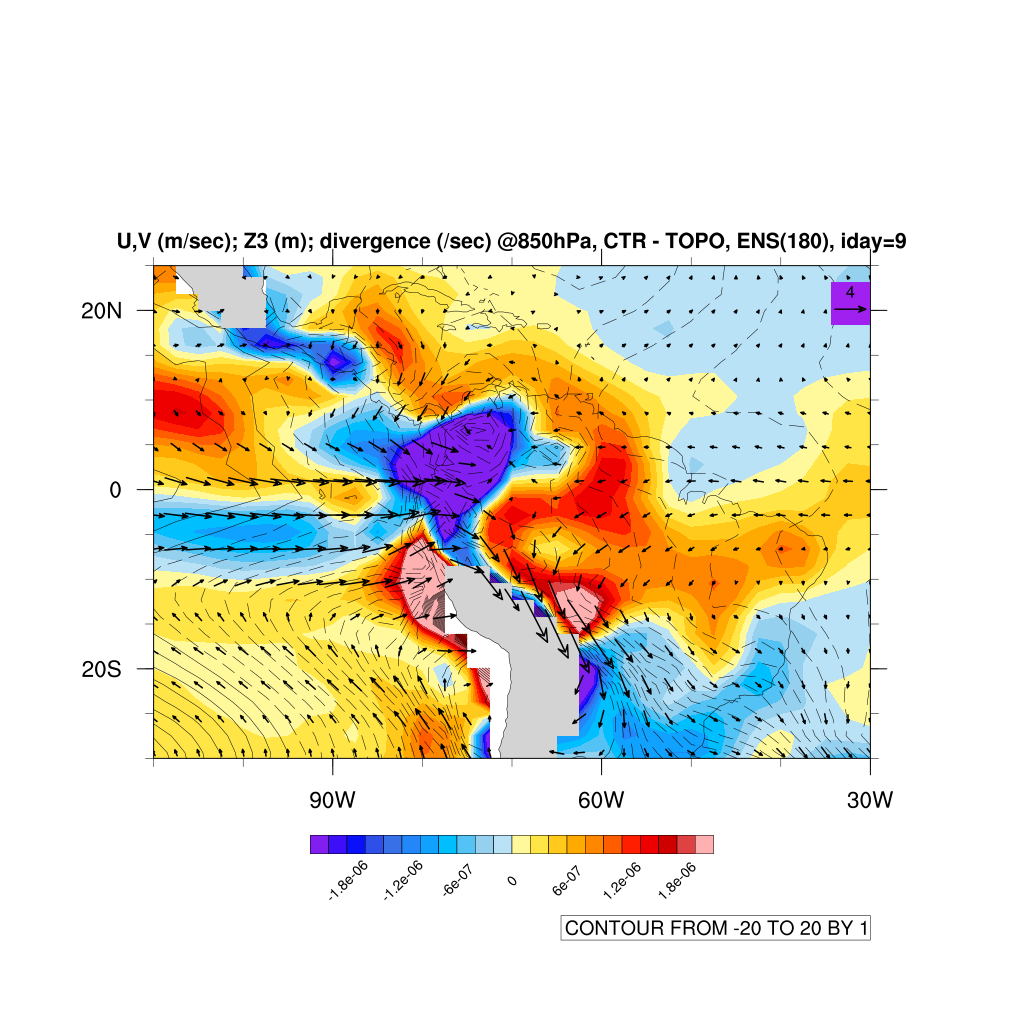 U,V (m/sec); Z3 (m); divergence (/sec) @850hPa, CTR - TOPO, ENS(180), iday=9
4
20N
0
20S
90W
60W
30W
-1.8e-06
-1.2e-06
-6e-07
0
6e-07
1.2e-06
1.8e-06
CONTOUR FROM -20 TO 20 BY 1